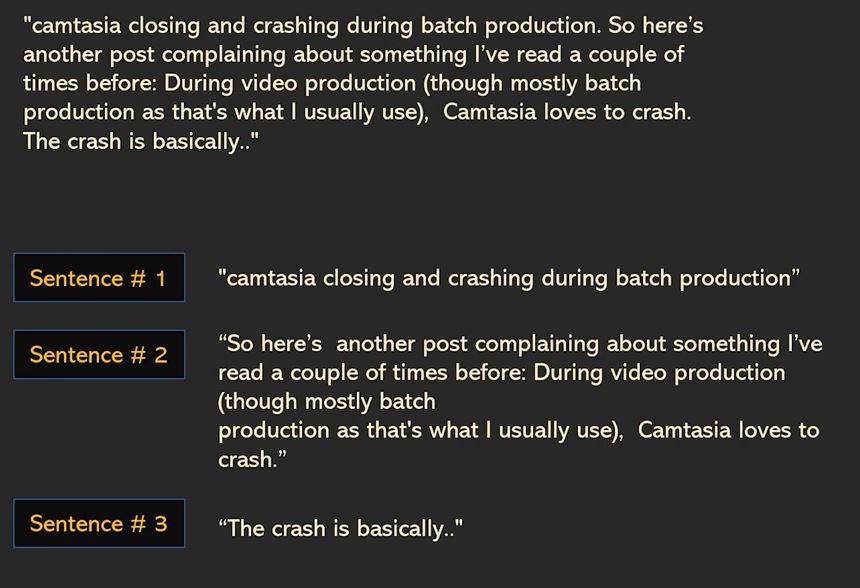 "camtasia closing and crashing during batch production. So here’s
another post complaining about something I’ve read a couple of
times before: During video production (though mostly batch
production as that's what I usually use),  Camtasia loves to crash.
The crash is basically.."
Sentence # 1
"camtasia closing and crashing during batch production”
Sentence # 2
“So here’s  another post complaining about something I’ve
read a couple of times before: During video production
(though mostly batch
production as that's what I usually use),  Camtasia loves to
crash.”
Sentence # 3
“The crash is basically.."